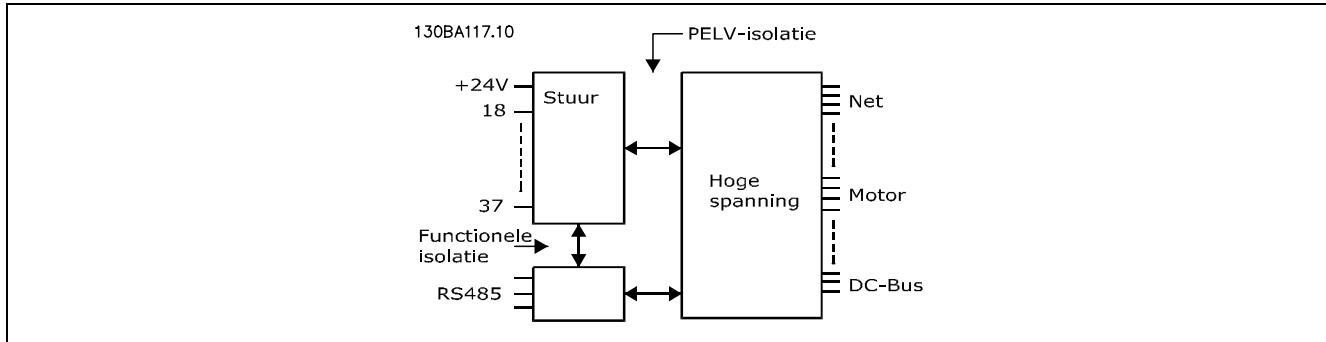 130BA117.10
PELV-isolatie
+24V
Stuur
18
Net
Hoge
spanning
37
Motor
Functionele
isolatie
RS485
DC-Bus